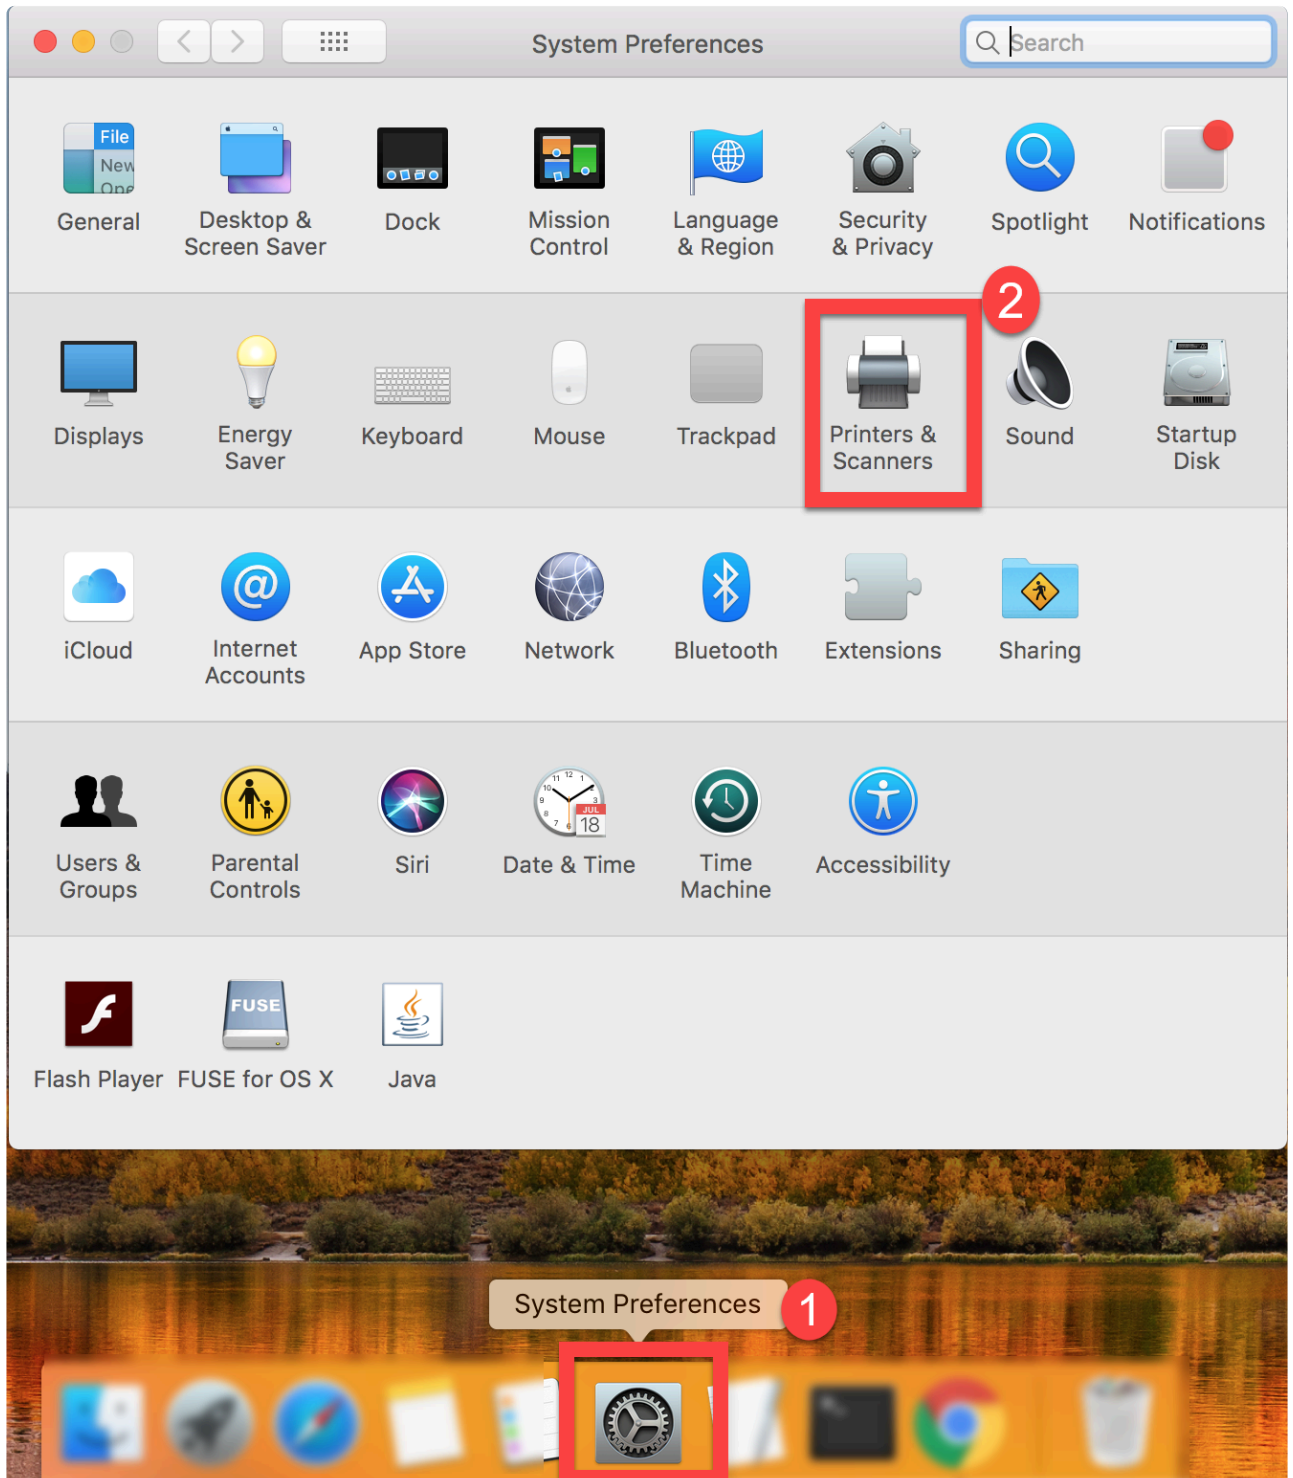 System Preferences
Search
File
New
Ope
General
Desktop &
Screen Saver
Dock
Mission
Control
Language
& Region
Security
& Privacy
Spotlight
Notifications
2
Displays
Energy
Saver
Keyboard
Mouse
Trackpad
Printers &
Scanners
Sound
Startup
Disk
iCloud
Internet
Accounts
App Store
Network
Bluetooth
Extensions
Sharing
JUL
18
Users &
Groups
Parental
Controls
Siri
Date & Time
Time
Machine
Accessibility
FUSE
Flash Player
FUSE for OS X
Java
System Preferences
1